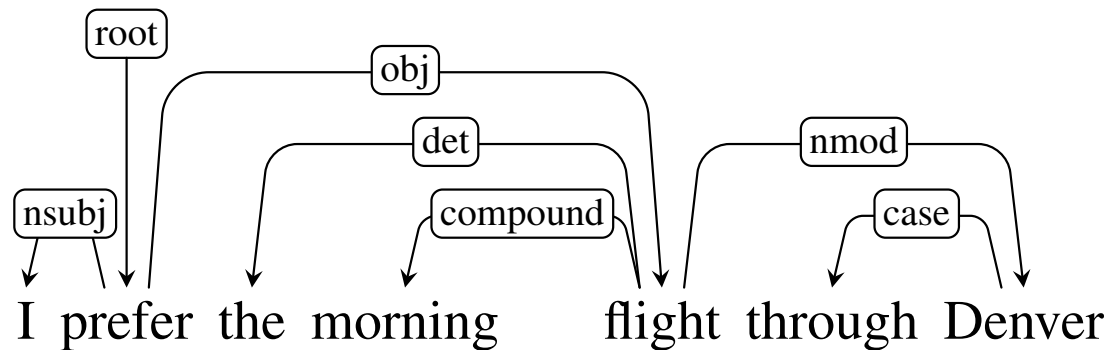 root
obj
det
nmod
nsubj
compound
case
I prefer the morning flight through Denver